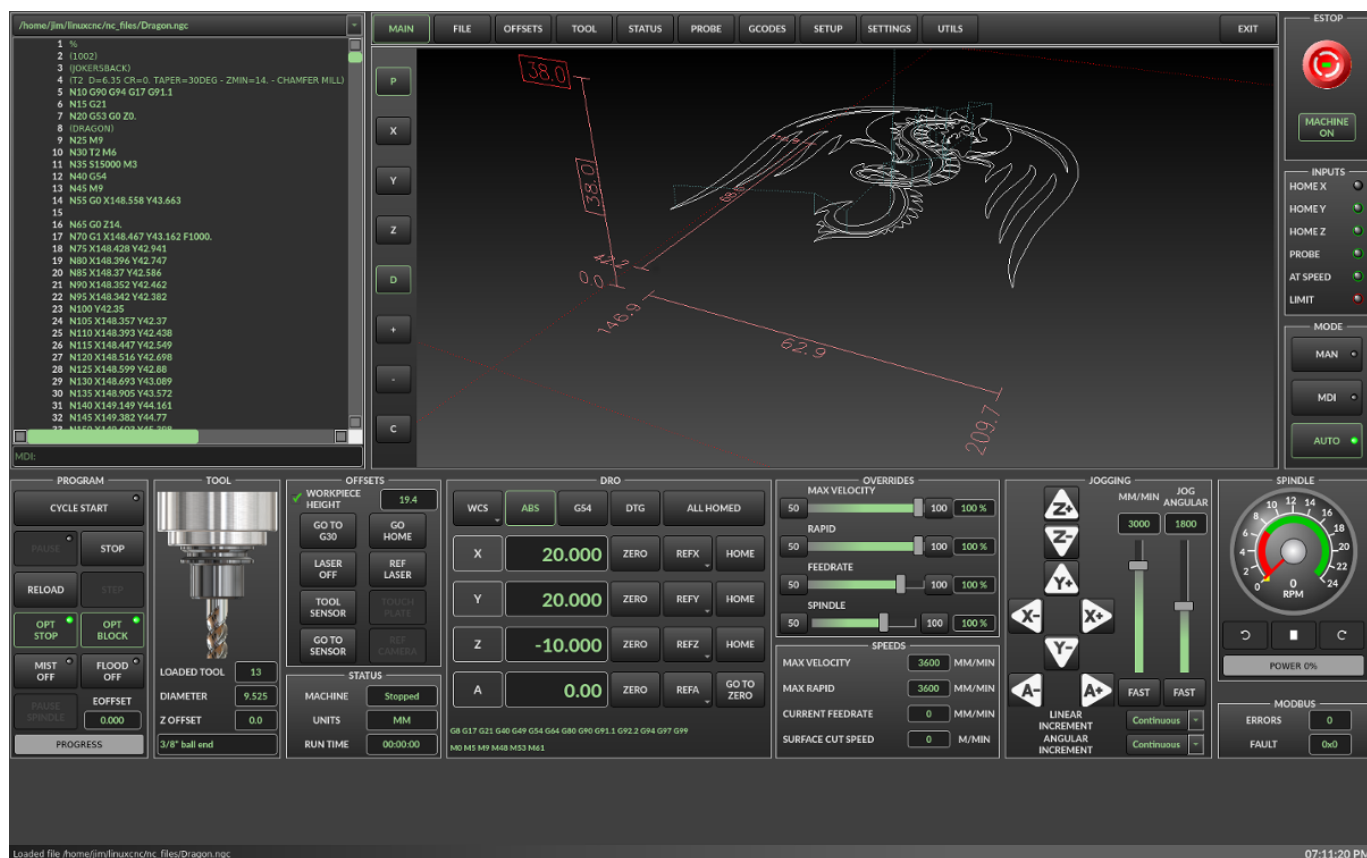 /home/jim/linuxcnc/nc_files/Dragon.ngc
1 %
2 (1002)
3 (JOKERSBACK)
4 (T2 D=6.35 CR=0. TAPER=30DEG - ZMIN=14. - CHAMFER MILL)
5 N10 G90 G94 G17 G91.1
6 N15 G21
7 N20 G53 G0 Z0.
8 (DRAGON)
9 N25 M9
10 N30 T2 M6
11 N35 S15000 M3
12 N40 G54
13 N45 M9
14 N55 G0 X148.558 Y43.663
15
16 N65 G0 Z14.
17 N70 G1 X148.467 Y43.162 F1000.
18 N75 X148.428 Y42.941
19 N80 X148.396 Y42.747
20 N85 X148.37 Y42.586
21 N90 X148.352 Y42.462
22 N95 X148.342 Y42.382
23 N100 Y42.35
24 N105 X148.357 Y42.37
25 N110 X148.393 Y42.438
26 N115 X148.447 Y42.549
27 N120 X148.516 Y42.698
28 N125 X148.599 Y42.88
29 N130 X148.693 Y43.089
30 N135 X148.905 Y43.572
31 N140 X149.149 Y44.161
32 N145 X149.382 Y44.77
MDI:
MAIN FILE OFFSETS TOOL STATUS PROBE GCODES SETUP SETTINGS UTILS EXIT
P
X
Y
Z
D
+
-
C
38.0
38.0
42.2
0.0
146.9
62.9
209.7
ESTOP
MACHINE
ON
INPUTS
HOME X
HOME Y
HOME Z
PROBE
AT SPEED
LIMIT
MODE
MAN
MDI
AUTO
PROGRAM
CYCLE START
PAUSE STOP
RELOAD STEP
OPT
STOP
OPT
BLOCK
MIST
OFF
FLOOD
OFF
PAUSE
SPINDLE
EOFFSET
0.000
PROGRESS
TOOL
LOADED TOOL 13
DIAMETER 9.525
Z OFFSET 0.0
3/8" ball end
OFFSETS
WORKPIECE
HEIGHT
19.4
GO TO
G30
GO
HOME
LASER
OFF
REF
LASER
TOOL
SENSOR
TOUCH
PLATE
GO TO
SENSOR
REF
CAMERA
STATUS
MACHINE Stopped
UNITS MM
RUN TIME 00:00:00
DRO
WCS ABS G54 DTG ALL HOMED
X 20.000 ZERO REFX HOME
Y 20.000 ZERO REFY HOME
Z -10.000 ZERO REFZ HOME
A 0.00 ZERO REFA GO TO
ZERO
G8 G17 G21 G40 G49 G54 G64 G80 G90 G91.1 G92.2 G94 G97 G99
M0 M5 M9 M48 M53 M61
OVERRIDES
MAX VELOCITY
50 100 100 %
RAPID
50 100 100 %
FEEDRATE
50 100 100 %
SPINDLE
50 100 100 %
SPEEDS
MAX VELOCITY 3600 MM/MIN
MAX RAPID 3600 MM/MIN
CURRENT FEEDRATE 0 MM/MIN
SURFACE CUT SPEED 0 M/MIN
JOGGING
MM/MIN
JOG
ANGULAR
3000 1800
Z+
Z-
Y+
X- X+
Y-
A- A+
FAST FAST
LINEAR
INCREMENT
Continuous
ANGULAR
INCREMENT
Continuous
SPINDLE
0 2 4 6 8 10 12 14 16 18 20 22 24
0
RPM
POWER 0%
MODBUS
ERRORS 0
FAULT 0x0
Loaded file /home/jim/linuxcnc/nc_files/Dragon.ngc
07:11:20 PM